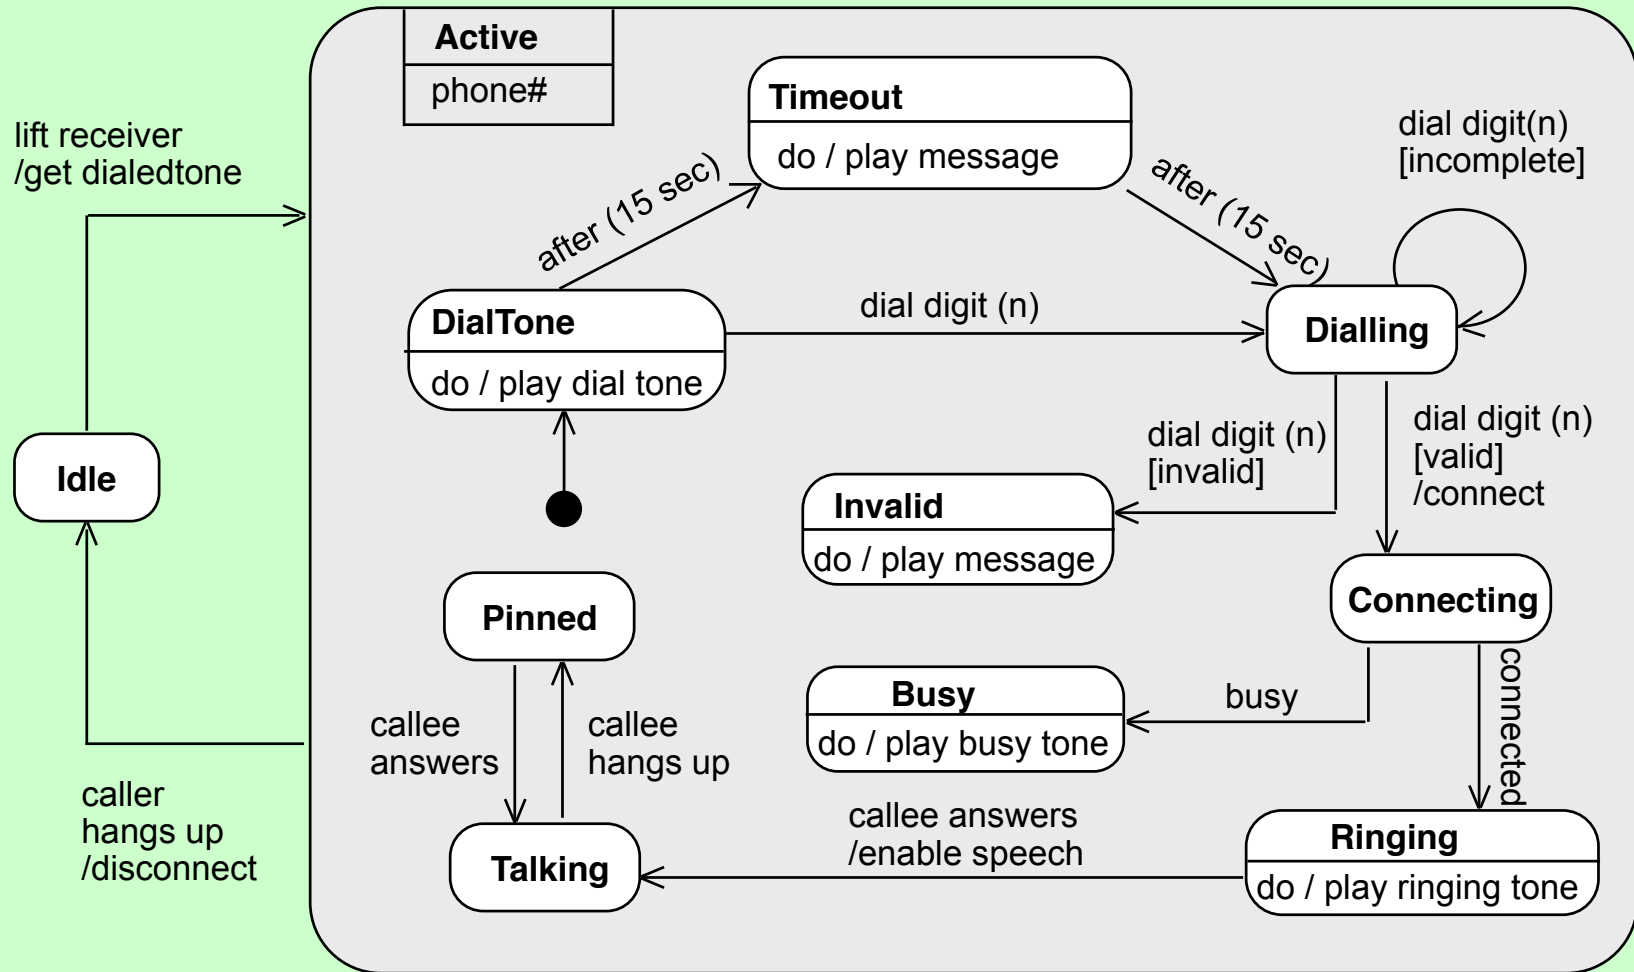 Active
phone#
lift receiver
/get dialedtone
Timeout
do / play message
dial digit(n)
[incomplete]
after (15 sec)
after (15 sec)
DialTone
do / play dial tone
dial digit (n)
Dialling
Idle
dial digit (n)
[invalid]
dial digit (n)
[valid]
/connect
Invalid
do / play message
Pinned
Connecting
callee
answers
callee
hangs up
Busy
do / play busy tone
busy
connected
caller
hangs up
/disconnect
Talking
callee answers
/enable speech
Ringing
do / play ringing tone